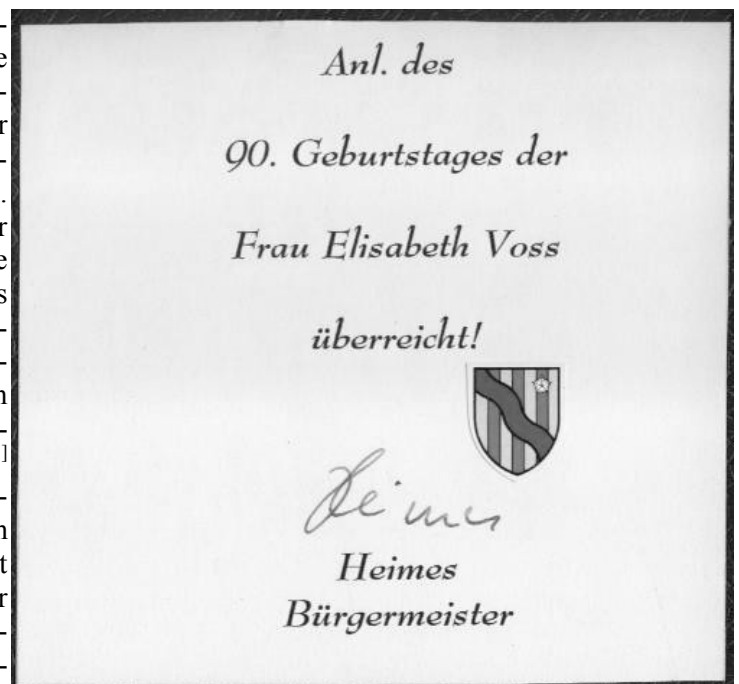 Anl. des
90. Geburtstages der
Frau Elisabeth Voss
überreicht!
Heimes
Heimes
Bürgermeister